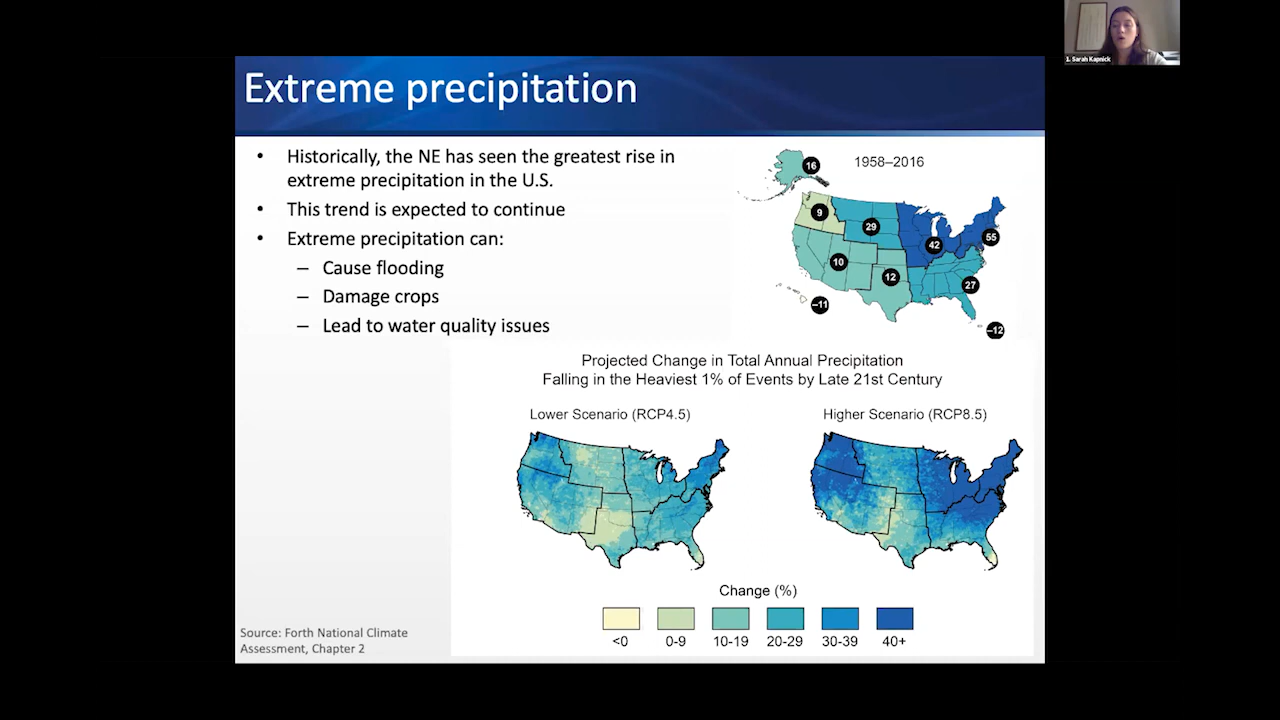 1. Sarah Kapnick
Extreme precipitation
• Historically, the NE has seen the greatest rise in
extreme precipitation in the U.S.
• This trend is expected to continue
• Extreme precipitation can:
– Cause flooding
– Damage crops
– Lead to water quality issues
1958–2016
16
9
29
42
55
10
12
27
–11
–12
Projected Change in Total Annual Precipitation
Falling in the Heaviest 1% of Events by Late 21st Century
Lower Scenario (RCP4.5)
Higher Scenario (RCP8.5)
Change (%)
<0 0-9 10-19 20-29 30-39 40+
Source: Forth National Climate
Assessment, Chapter 2